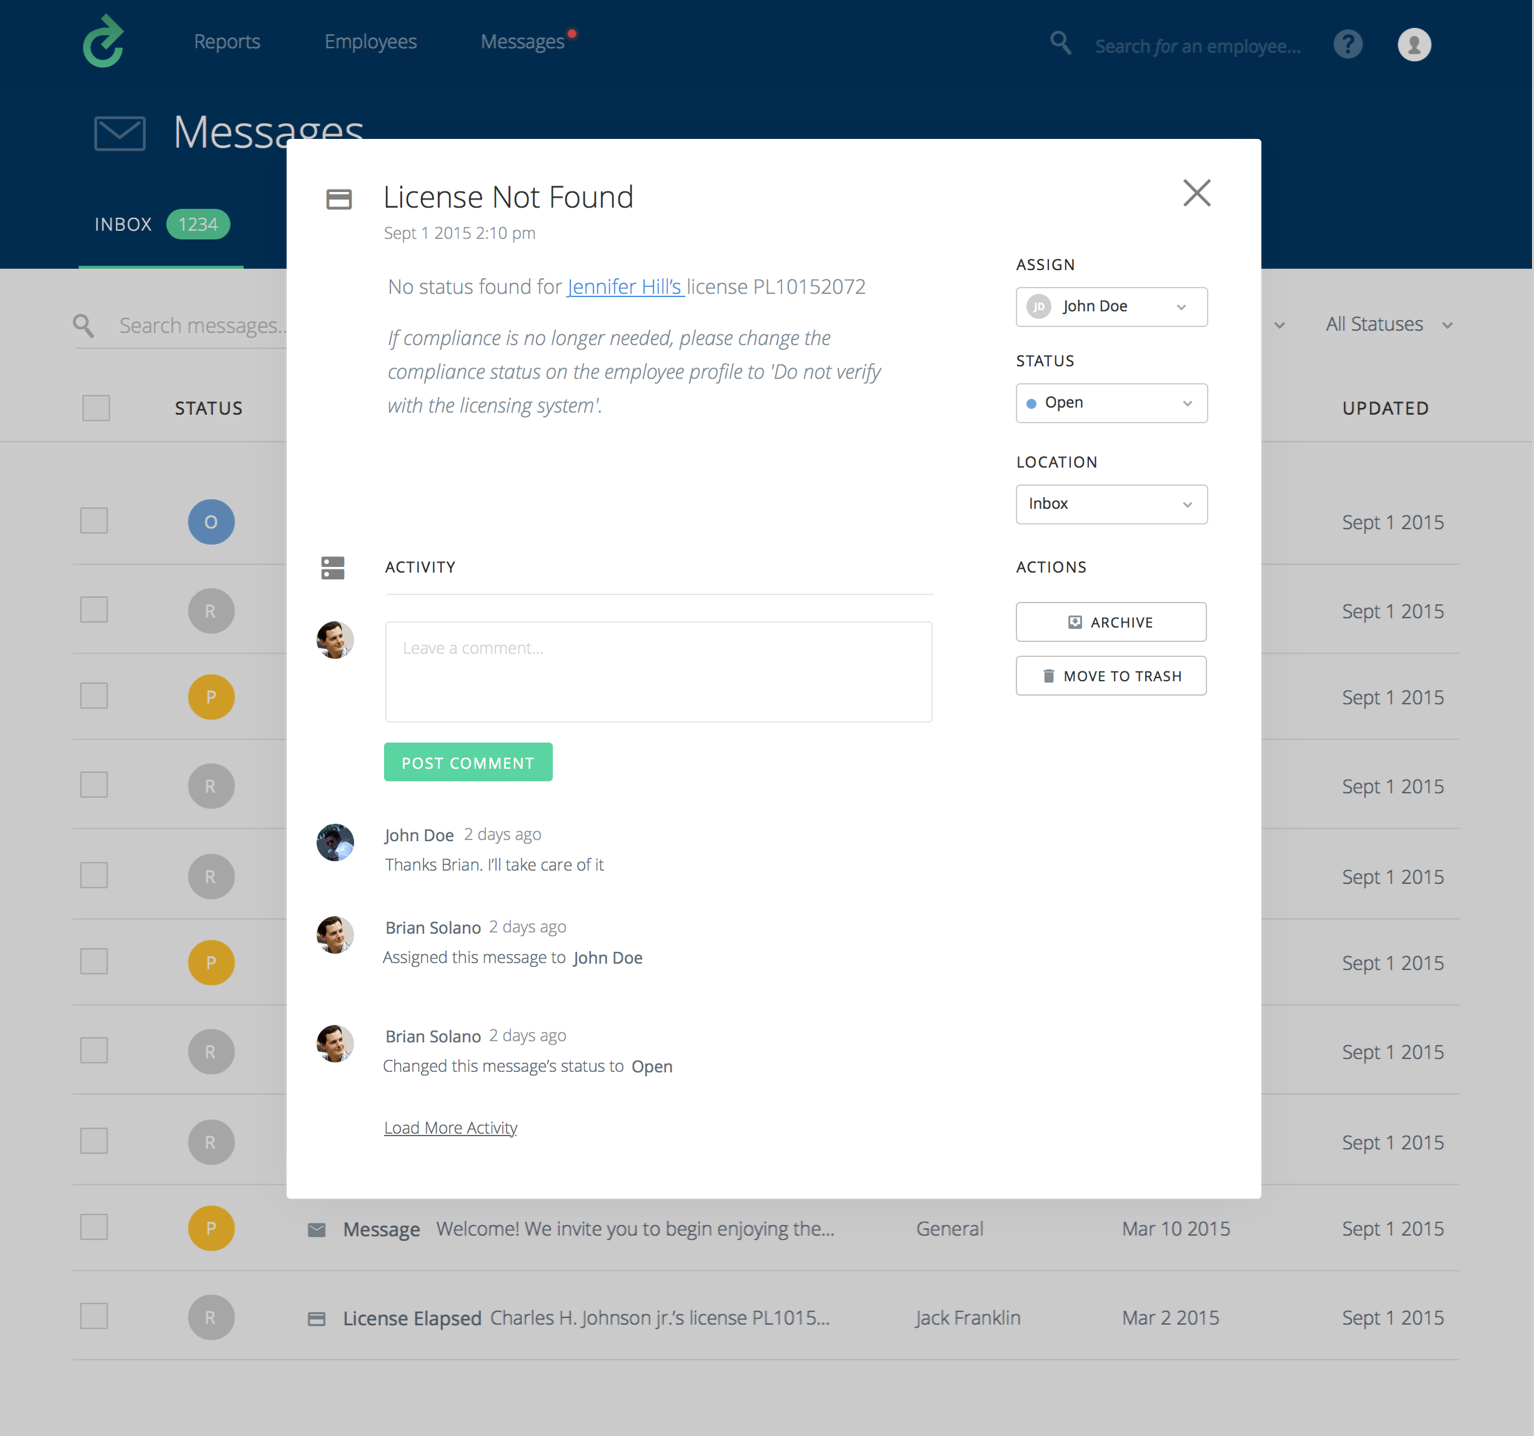 Reports Employees Messages Search for an employee... ?
Messages
INBOX 1234
License Not Found
Sept 1 2015 2:10 pm
No status found for Jennifer Hill's license PL10152072
If compliance is no longer needed, please change the
compliance status on the employee profile to 'Do not verify
with the licensing system'.
ASSIGN
JD John Doe
STATUS
Open
LOCATION
Inbox
ACTIONS
ARCHIVE
MOVE TO TRASH
ACTIVITY
Leave a comment...
POST COMMENT
John Doe 2 days ago
Thanks Brian. I'll take care of it
Brian Solano 2 days ago
Assigned this message to John Doe
Brian Solano 2 days ago
Changed this message's status to Open
Load More Activity
Search messages.. All Statuses
STATUS UPDATED
O Sept 1 2015
R Sept 1 2015
P Sept 1 2015
R Sept 1 2015
R Sept 1 2015
P Sept 1 2015
R Sept 1 2015
R Sept 1 2015
P Message Welcome! We invite you to begin enjoying the... General Mar 10 2015 Sept 1 2015
R License Elapsed Charles H. Johnson jr.'s license PL1015... Jack Franklin Mar 2 2015 Sept 1 2015